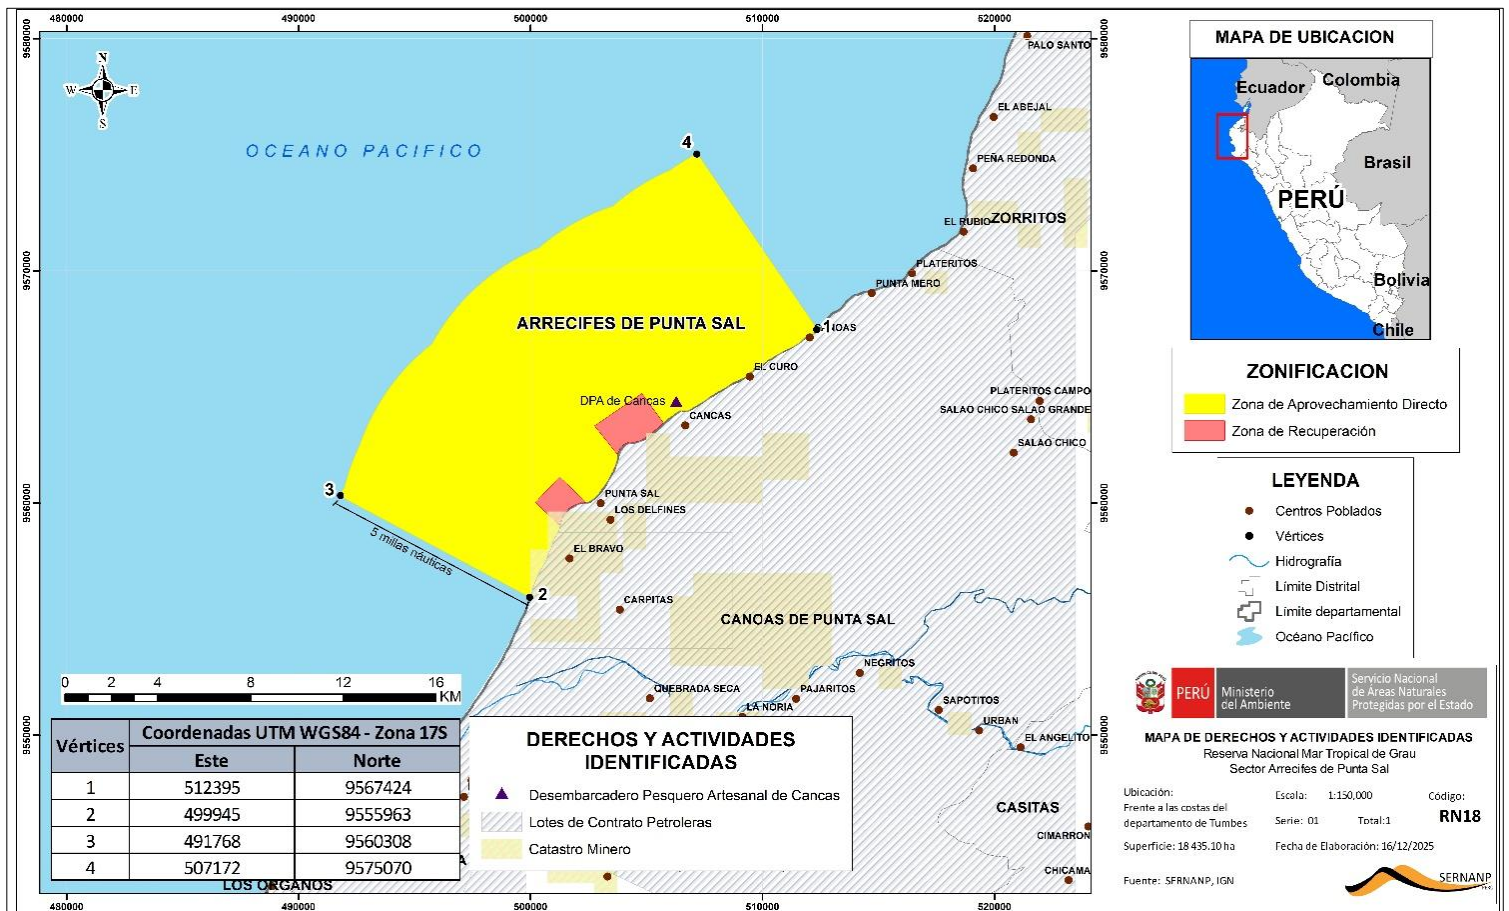 480000
490000
500000
510000
520000
9580000
9570000
9560000
9550000
N
W
E
S
OCEANO PACIFICO
PALO SANTO
EL ABEJAL
PEÑA REDONDA
EL RUBIO
ZORRITOS
PLATERITOS
PUNTA MERO
4
1
ARRECIFES DE PUNTA SAL
EL CURO
DPA de Cancas
CANCAS
PLATERITOS CAMPO
SALAO CHICO SALAO GRANDE
SALAO CHICO
3
5 millas náuticas
PUNTA SAL
LOS DELFINES
EL BRAVO
2
CARPITAS
CANOAS DE PUNTA SAL
NEGRITOS
QUEBRADA SECA
PAJARITOS
LA NORIA
SAPOTITOS
URBAN
EL ANGELITO
CASITAS
CIMARRON
CHICAMA
LOS ORGANOS
0 2 4 8 12 16
KM
Vértices
Coordenadas UTM WGS84 - Zona 17S
Este Norte
1 512395 9567424
2 499945 9555963
3 491768 9560308
4 507172 9575070
DERECHOS Y ACTIVIDADES
IDENTIFICADAS
Desembarcadero Pesquero Artesanal de Cancas
Lotes de Contrato Petroleras
Catastro Minero
480000
490000
500000
510000
520000
9580000
9570000
9560000
9550000
MAPA DE UBICACION
Ecuador
Colombia
Brasil
PERÚ
Bolivia
Chile
ZONIFICACION
Zona de Aprovechamiento Directo
Zona de Recuperación
LEYENDA
Centros Poblados
Vértices
Hidrografía
Límite Distrital
Límite departamental
Océano Pacífico
PERÚ
Ministerio
del Ambiente
Servicio Nacional
de Áreas Naturales
Protegidas por el Estado
MAPA DE DERECHOS Y ACTIVIDADES IDENTIFICADAS
Reserva Nacional Mar Tropical de Grau
Sector Arrecifes de Punta Sal
Ubicación:
Frente a las costas del
departamento de Tumbes
Superficie: 18 435.10 ha
Fuente: SERNANP, IGN
Escala: 1:150,000
Serie: 01 Total:1
Fecha de Elaboración: 16/12/2025
Código:
RN18
SERNANP